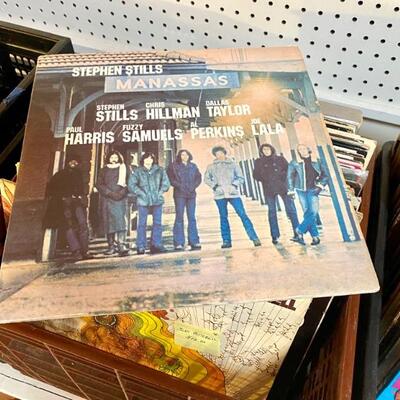 STEPHEN STILLS
MANASSAS
STEPHEN CHRIS DALLAS
STILLS HILLMAN TAYLOR
PAUL FUZZY AL JOE
HARRIS SAMUELS PERKINS LALA